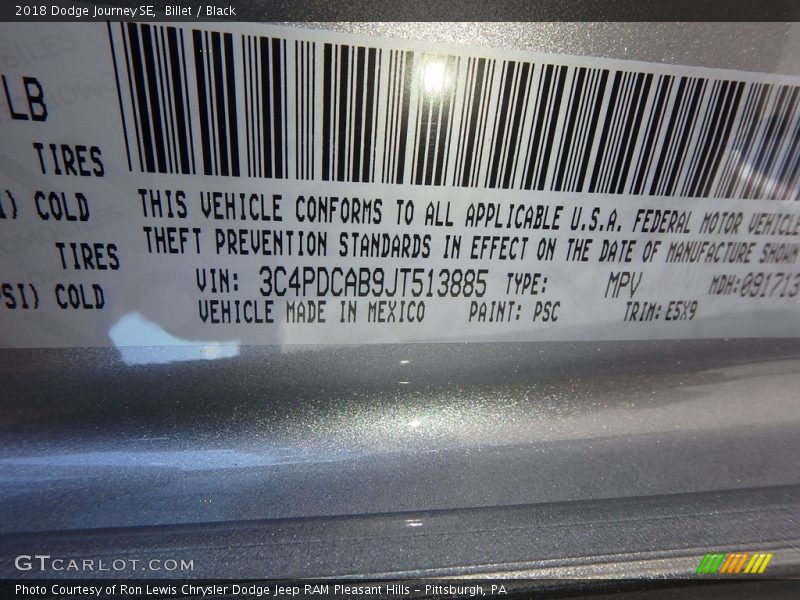 2018 Dodge Journey SE, Billet / Black
LB
TIRES
COLD
TIRES
PSI) COLD
THIS VEHICLE CONFORMS TO ALL APPLICABLE U.S.A. FEDERAL MOTOR VEHICLE
THEFT PREVENTION STANDARDS IN EFFECT ON THE DATE OF MANUFACTURE SHOWN
VIN: 3C4PDCAB9JT513885 TYPE: MPV MDH:091713
VEHICLE MADE IN MEXICO PAINT: PSC TRIM: E5X9
GTCARLOT.COM
Photo Courtesy of Ron Lewis Chrysler Dodge Jeep RAM Pleasant Hills - Pittsburgh, PA